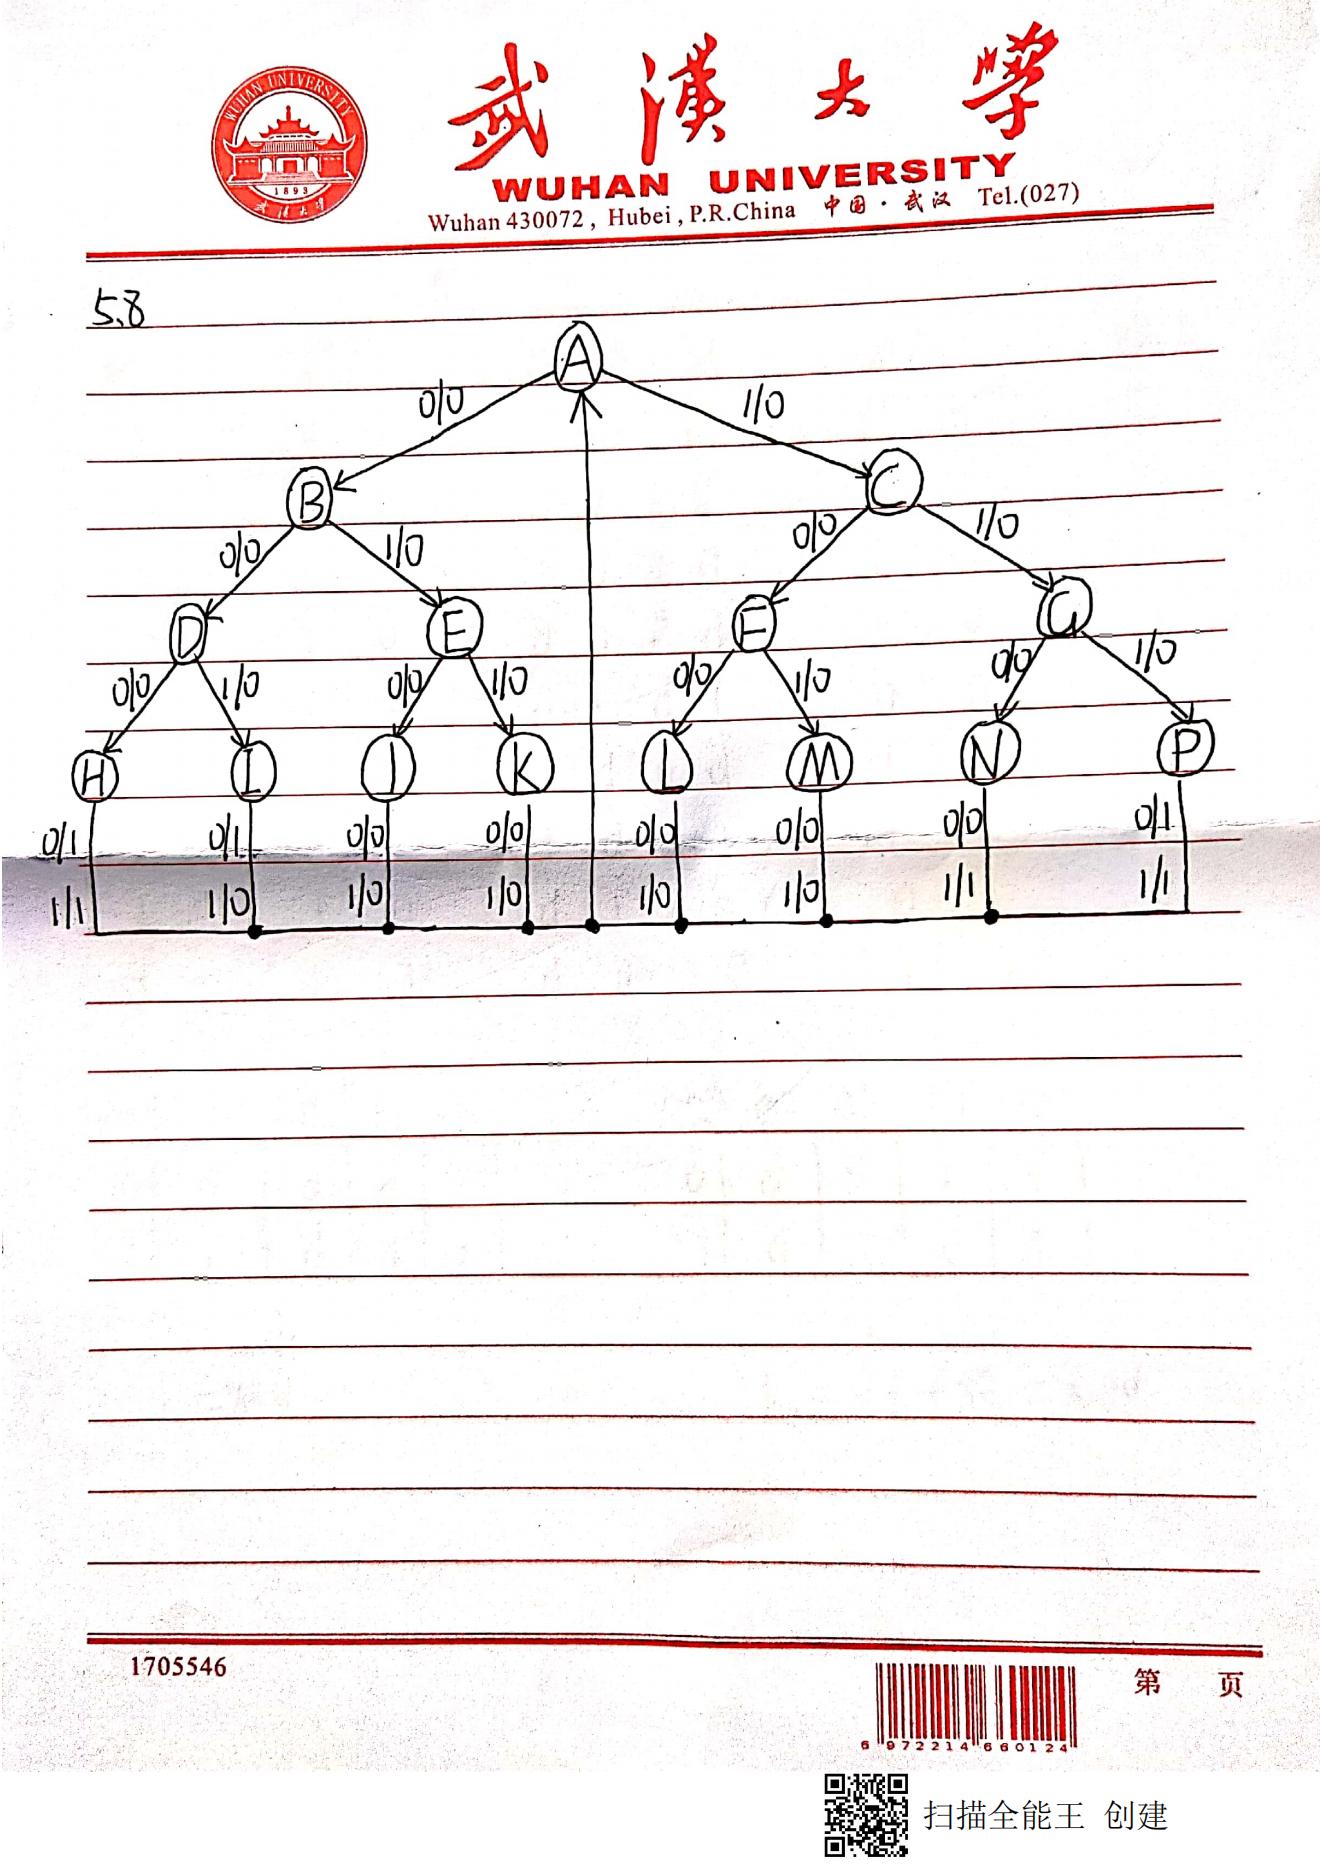 WUHAN UNIVERSITY
1893
武汉大学
武漢大學
WUHAN UNIVERSITY
Wuhan 430072, Hubei, P.R.China 中国·武汉 Tel.(027)
5.8
A
0/0 1/0
B C
0/0 1/0 0/0 1/0
D E F G
0/0 1/0 0/0 1/0 0/0 1/0 0/0 1/0
H I J K L M N P
0/1 0/1 0/0 0/0 0/0 0/0 0/0 0/1
1/1 1/0 1/0 1/0 1/0 1/0 1/1 1/1
1705546
第 页
6 972214 660124
扫描全能王 创建